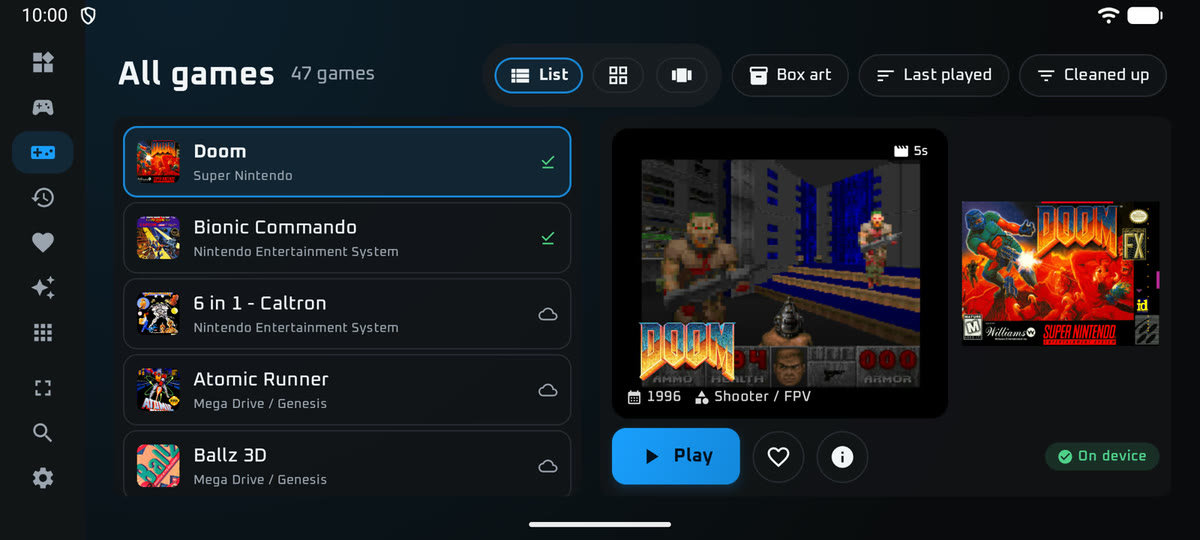 10:00
All games 47 games
List
Box art
Last played
Cleaned up
Doom
Super Nintendo
Bionic Commando
Nintendo Entertainment System
6 in 1 - Caltron
Nintendo Entertainment System
Atomic Runner
Mega Drive / Genesis
Ballz 3D
Mega Drive / Genesis
5s
DOOM
AMMO HEALTH ARMOR
000
1996 Shooter / FPV
DOOM
FX
id
Williams
SUPER NINTENDO
Play
On device